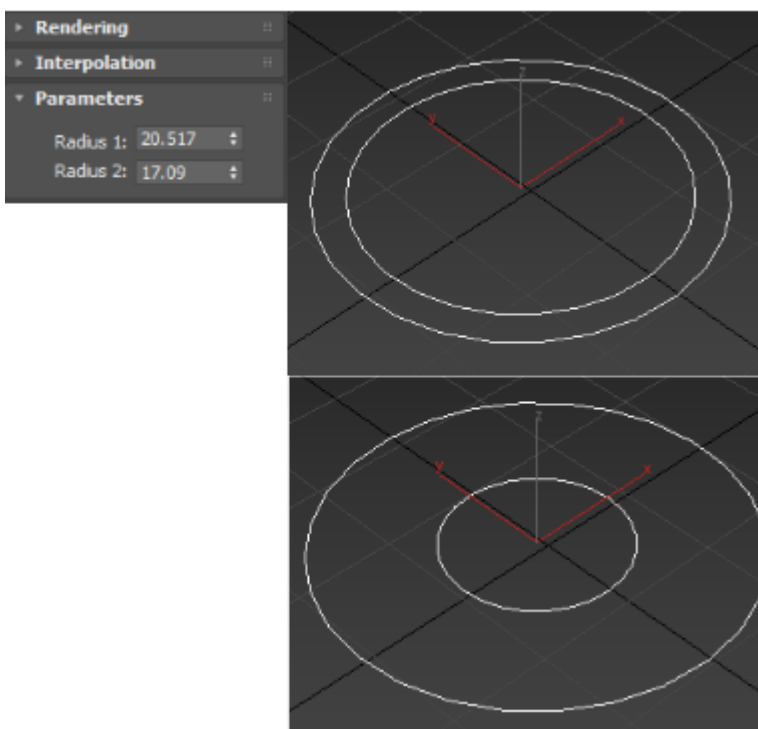 Rendering
Interpolation
Parameters
Radius 1: 20.517
Radius 2: 17.09
z
y
x
z
y
x